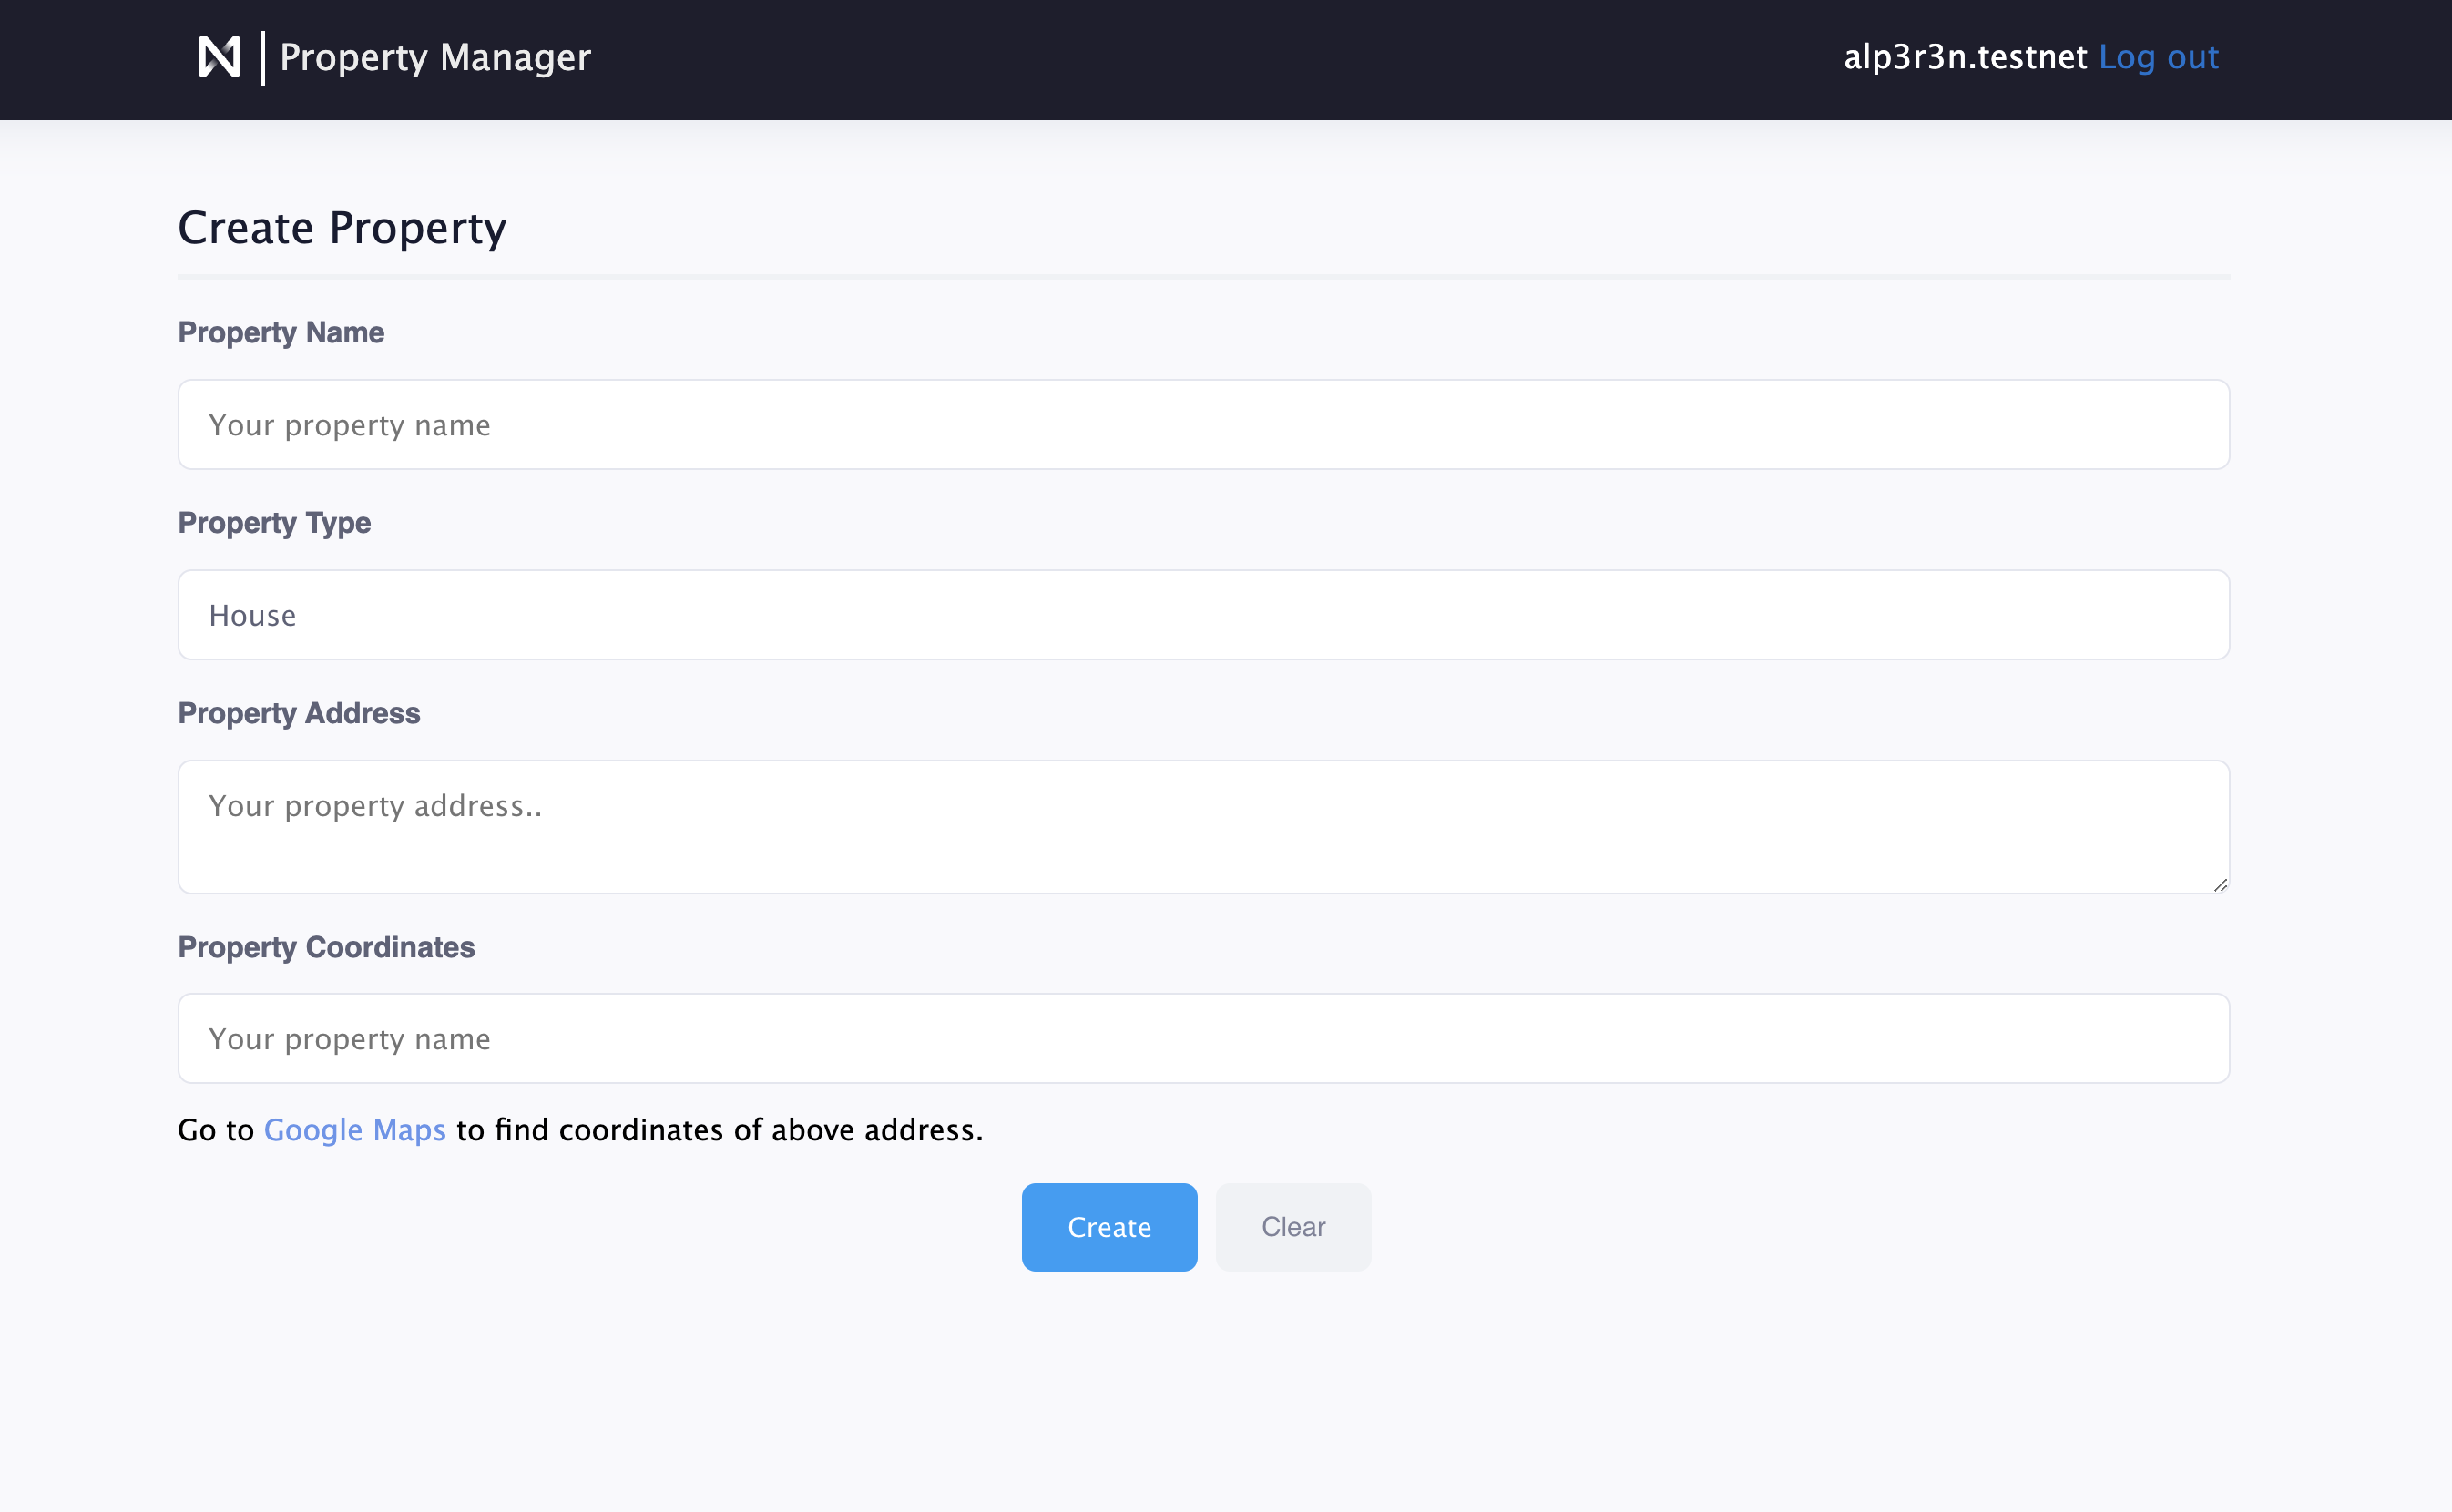 Property Manager
alp3r3n.testnet Log out
Create Property
Property Name
Your property name
Property Type
House
Property Address
Your property address..
Property Coordinates
Your property name
Go to Google Maps to find coordinates of above address.
Create
Clear